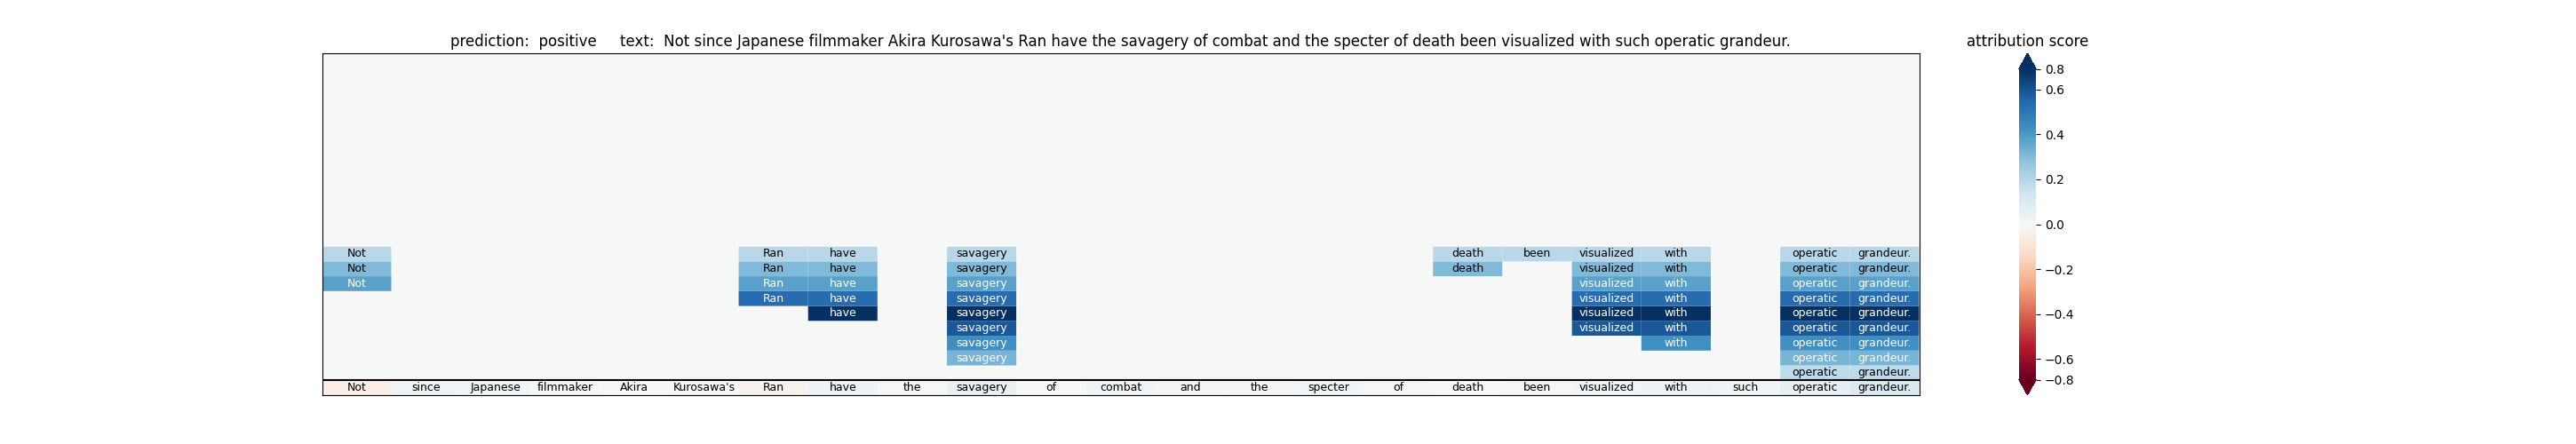 prediction:  positive     text:  Not since Japanese filmmaker Akira Kurosawa's Ran have the savagery of combat and the specter of death been visualized with such operatic grandeur.
attribution score
Not Ran have savagery death been visualized with operatic grandeur.
Not Ran have savagery death visualized with operatic grandeur.
Not Ran have savagery visualized with operatic grandeur.
Ran have savagery visualized with operatic grandeur.
have savagery visualized with operatic grandeur.
savagery visualized with operatic grandeur.
savagery with operatic grandeur.
savagery operatic grandeur.
operatic grandeur.
Not since Japanese filmmaker Akira Kurosawa's Ran have the savagery of combat and the specter of death been visualized with such operatic grandeur.
0.8
0.6
0.4
0.2
0.0
−0.2
−0.4
−0.6
−0.8